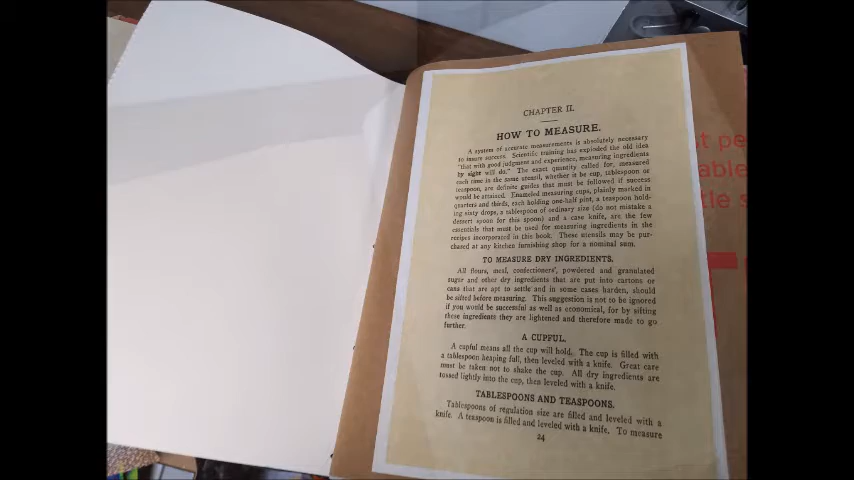 CHAPTER II.
HOW TO MEASURE.
A system of accurate measurements is absolutely necessary
to insure success. Scientific training has exploded the old idea
"that with good judgment and experience, measuring ingredients
by sight will do." The exact quantity called for, measured
each time in the same utensil, whether it be cup, tablespoon or
teaspoon, are definite guides that must be followed if success
would be attained. Enameled measuring cups, plainly marked in
quarters and thirds, each holding one-half pint, a teaspoon hold-
ing sixty drops, a tablespoon of ordinary size (do not mistake a
dessert spoon for this spoon) and a case knife, are the few
essentials that must be used for measuring ingredients in the
recipes incorporated in this book. These utensils may be pur-
chased at any kitchen furnishing shop for a nominal sum.
TO MEASURE DRY INGREDIENTS.
All flours, meal, confectioners', powdered and granulated
sugar and other dry ingredients that are put into cartons or
cans that are apt to settle and in some cases harden, should
be sifted before measuring. This suggestion is not to be ignored
if you would be successful as well as economical, for by sifting
these ingredients they are lightened and therefore made to go
further.
A CUPFUL.
A cupful means all the cup will hold. The cup is filled with
a tablespoon heaping full, then leveled with a knife. Great care
must be taken not to shake the cup. All dry ingredients are
tossed lightly into the cup, then leveled with a knife.
TABLESPOONS AND TEASPOONS.
Tablespoons of regulation size are filled and leveled with a
knife. A teaspoon is filled and leveled with a knife. To measure
24